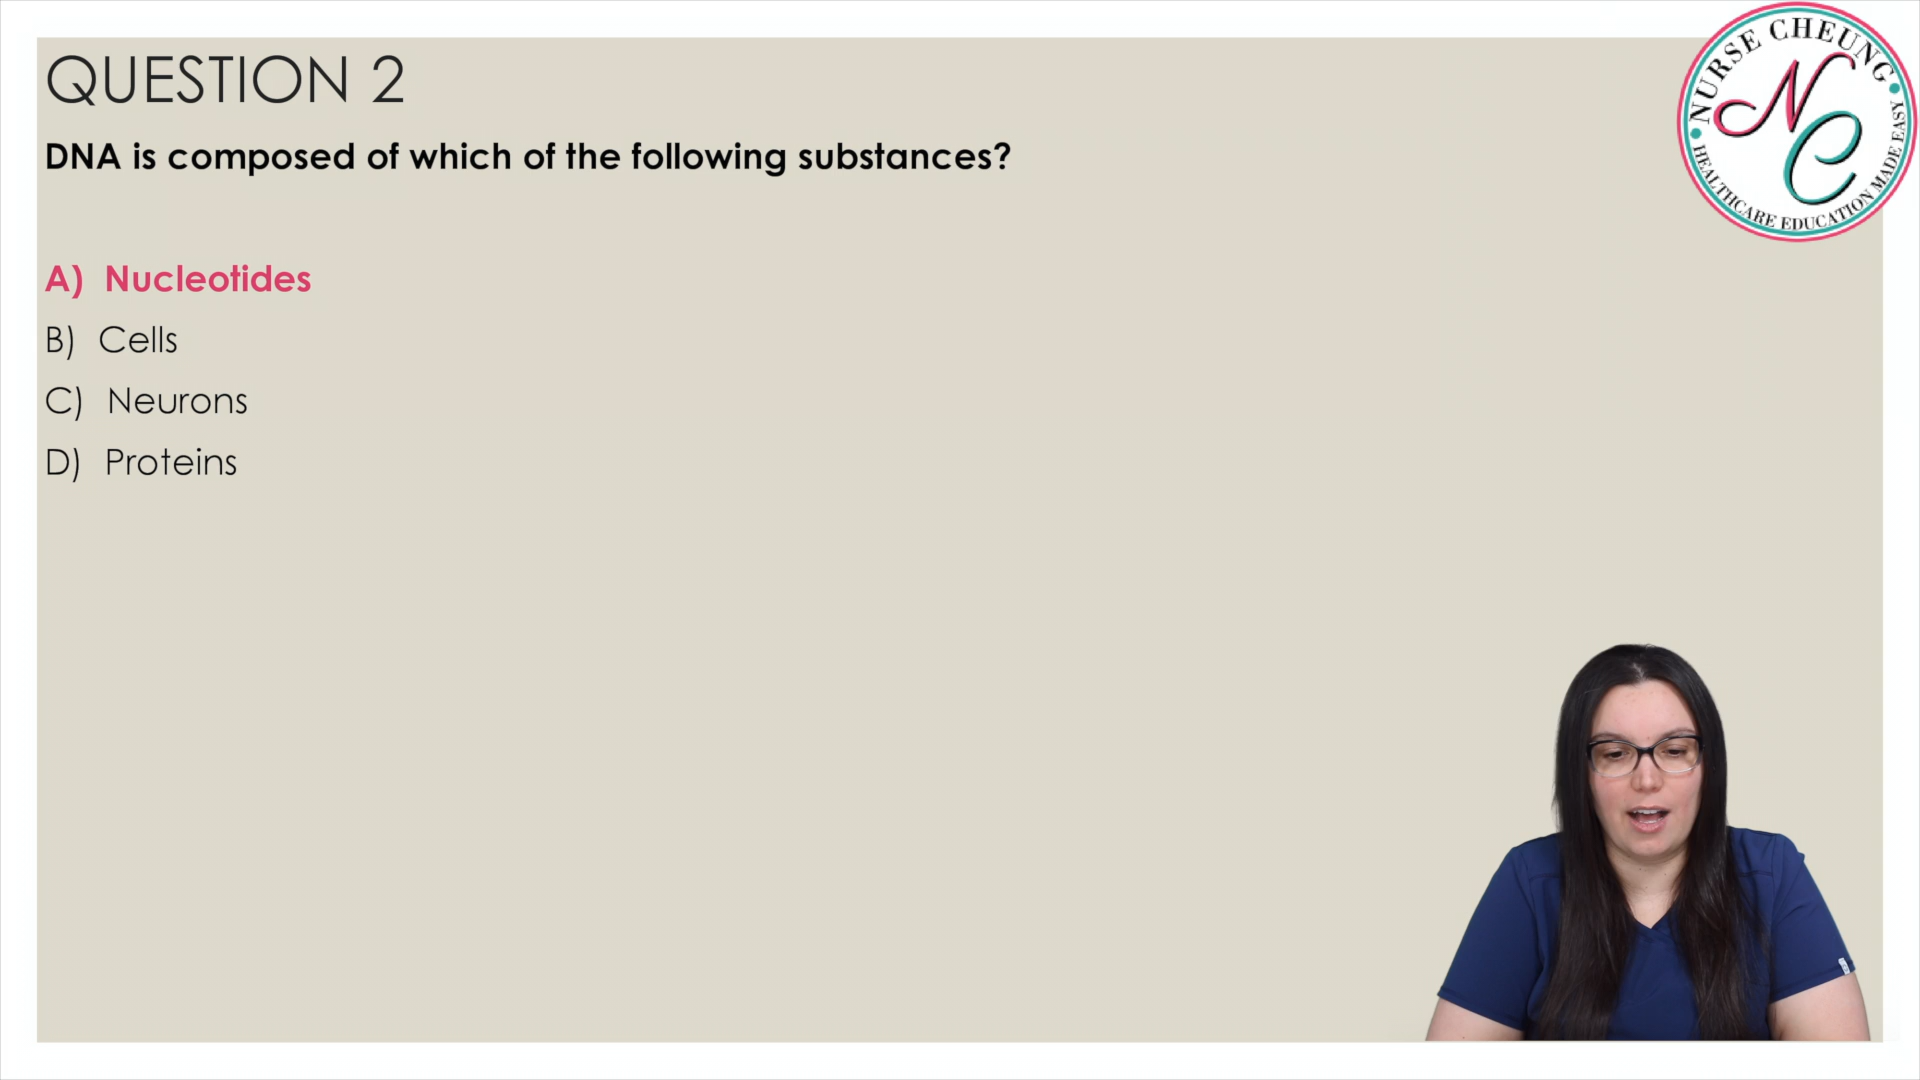 QUESTION 2
DNA is composed of which of the following substances?
A) Nucleotides
B) Cells
C) Neurons
D) Proteins
NURSE CHEUNG
NC
HEALTHCARE EDUCATION MADE EASY